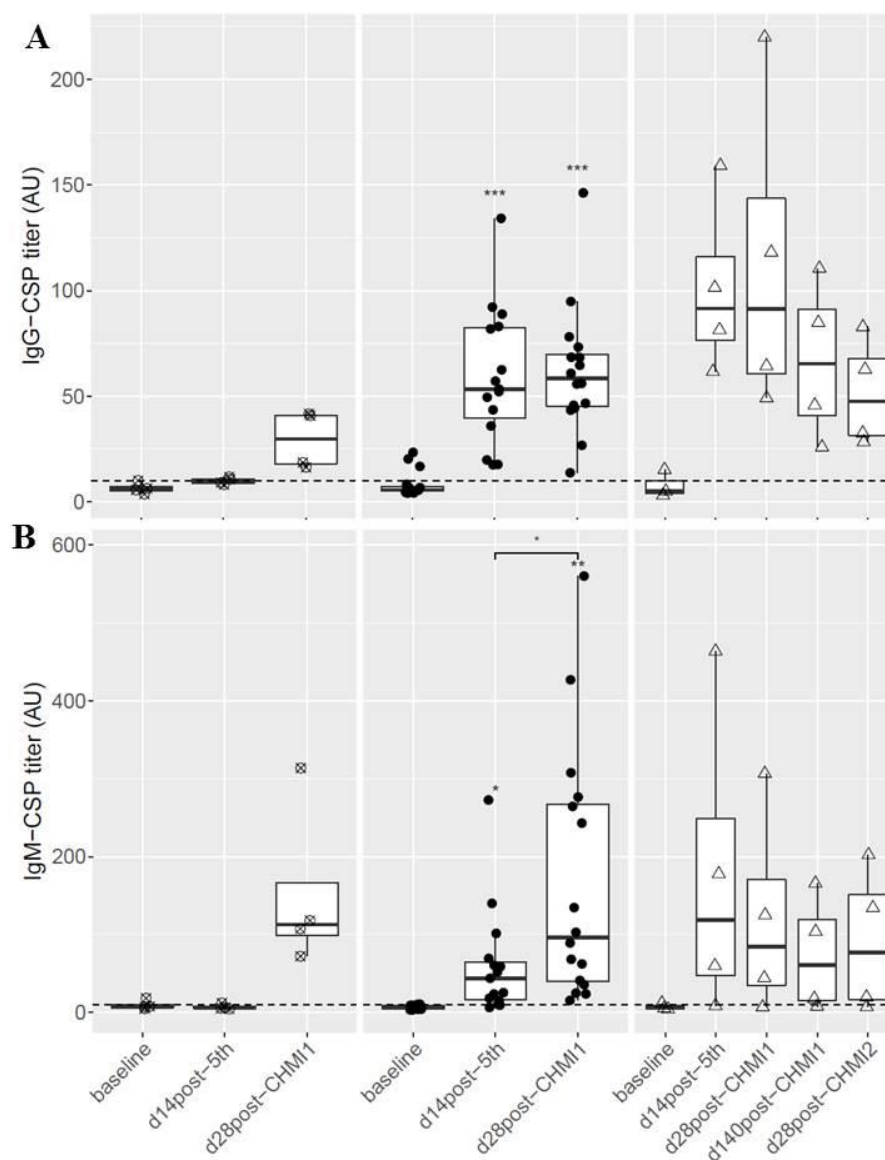 A
IgG−CSP titer (AU)
200
150
100
50
0
***
***
B
IgM−CSP titer (AU)
600
400
200
0
*
**
*
baseline
d14post−5th
d28post−CHMI1
baseline
d14post−5th
d28post−CHMI1
baseline
d14post−5th
d28post−CHMI1
d140post−CHMI1
d28post−CHMI2